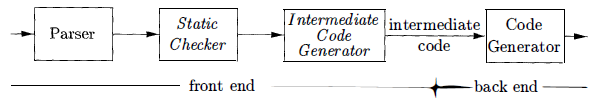 Parser
Static
Checker
Intermediate
Code
Generator
intermediate
code
Code
Generator
front end
back end